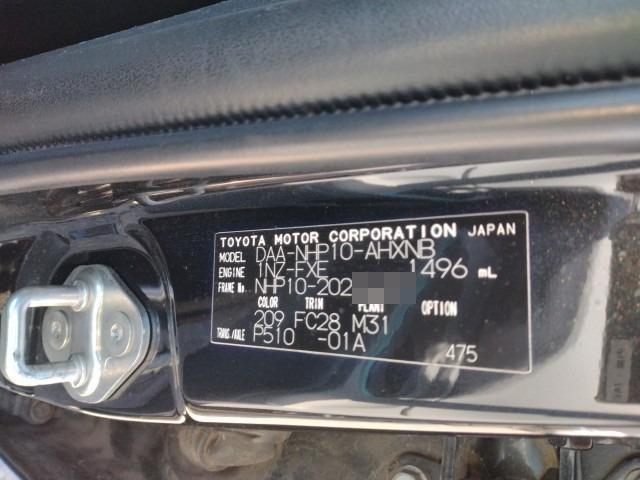 TOYOTA MOTOR CORPORATION JAPAN
MODEL DAA-NHP10-AHXNB
ENGINE 1NZ-FXE 1496 mL
FRAME No. NHP10-202
COLOR TRIM PLANT OPTION
209 FC28 M31
TRANS./AXLE P510 -01A 475